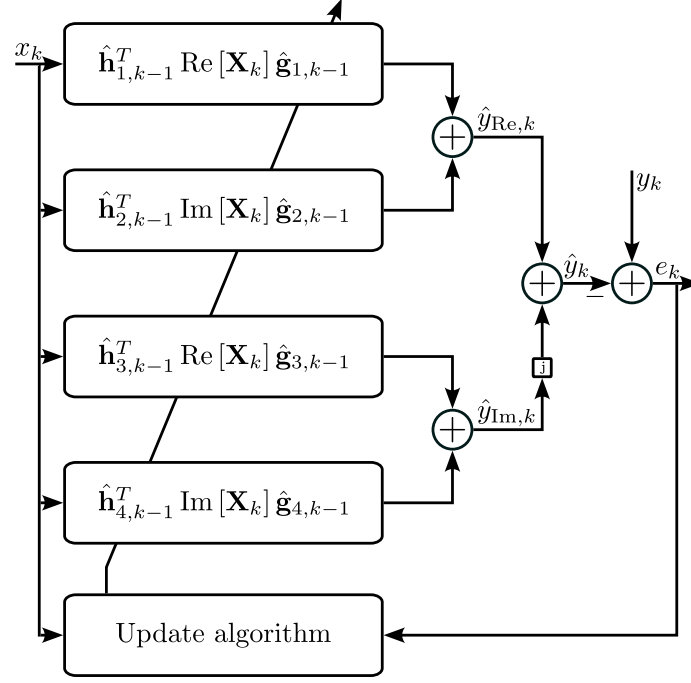 x_k
ĥ^T_{1,k−1} Re [X_k] ĝ_{1,k−1}
ŷ_{Re,k}
ĥ^T_{2,k−1} Im [X_k] ĝ_{2,k−1}
y_k
ŷ_k
e_k
+
+
+
−
j
ĥ^T_{3,k−1} Re [X_k] ĝ_{3,k−1}
ŷ_{Im,k}
+
ĥ^T_{4,k−1} Im [X_k] ĝ_{4,k−1}
Update algorithm